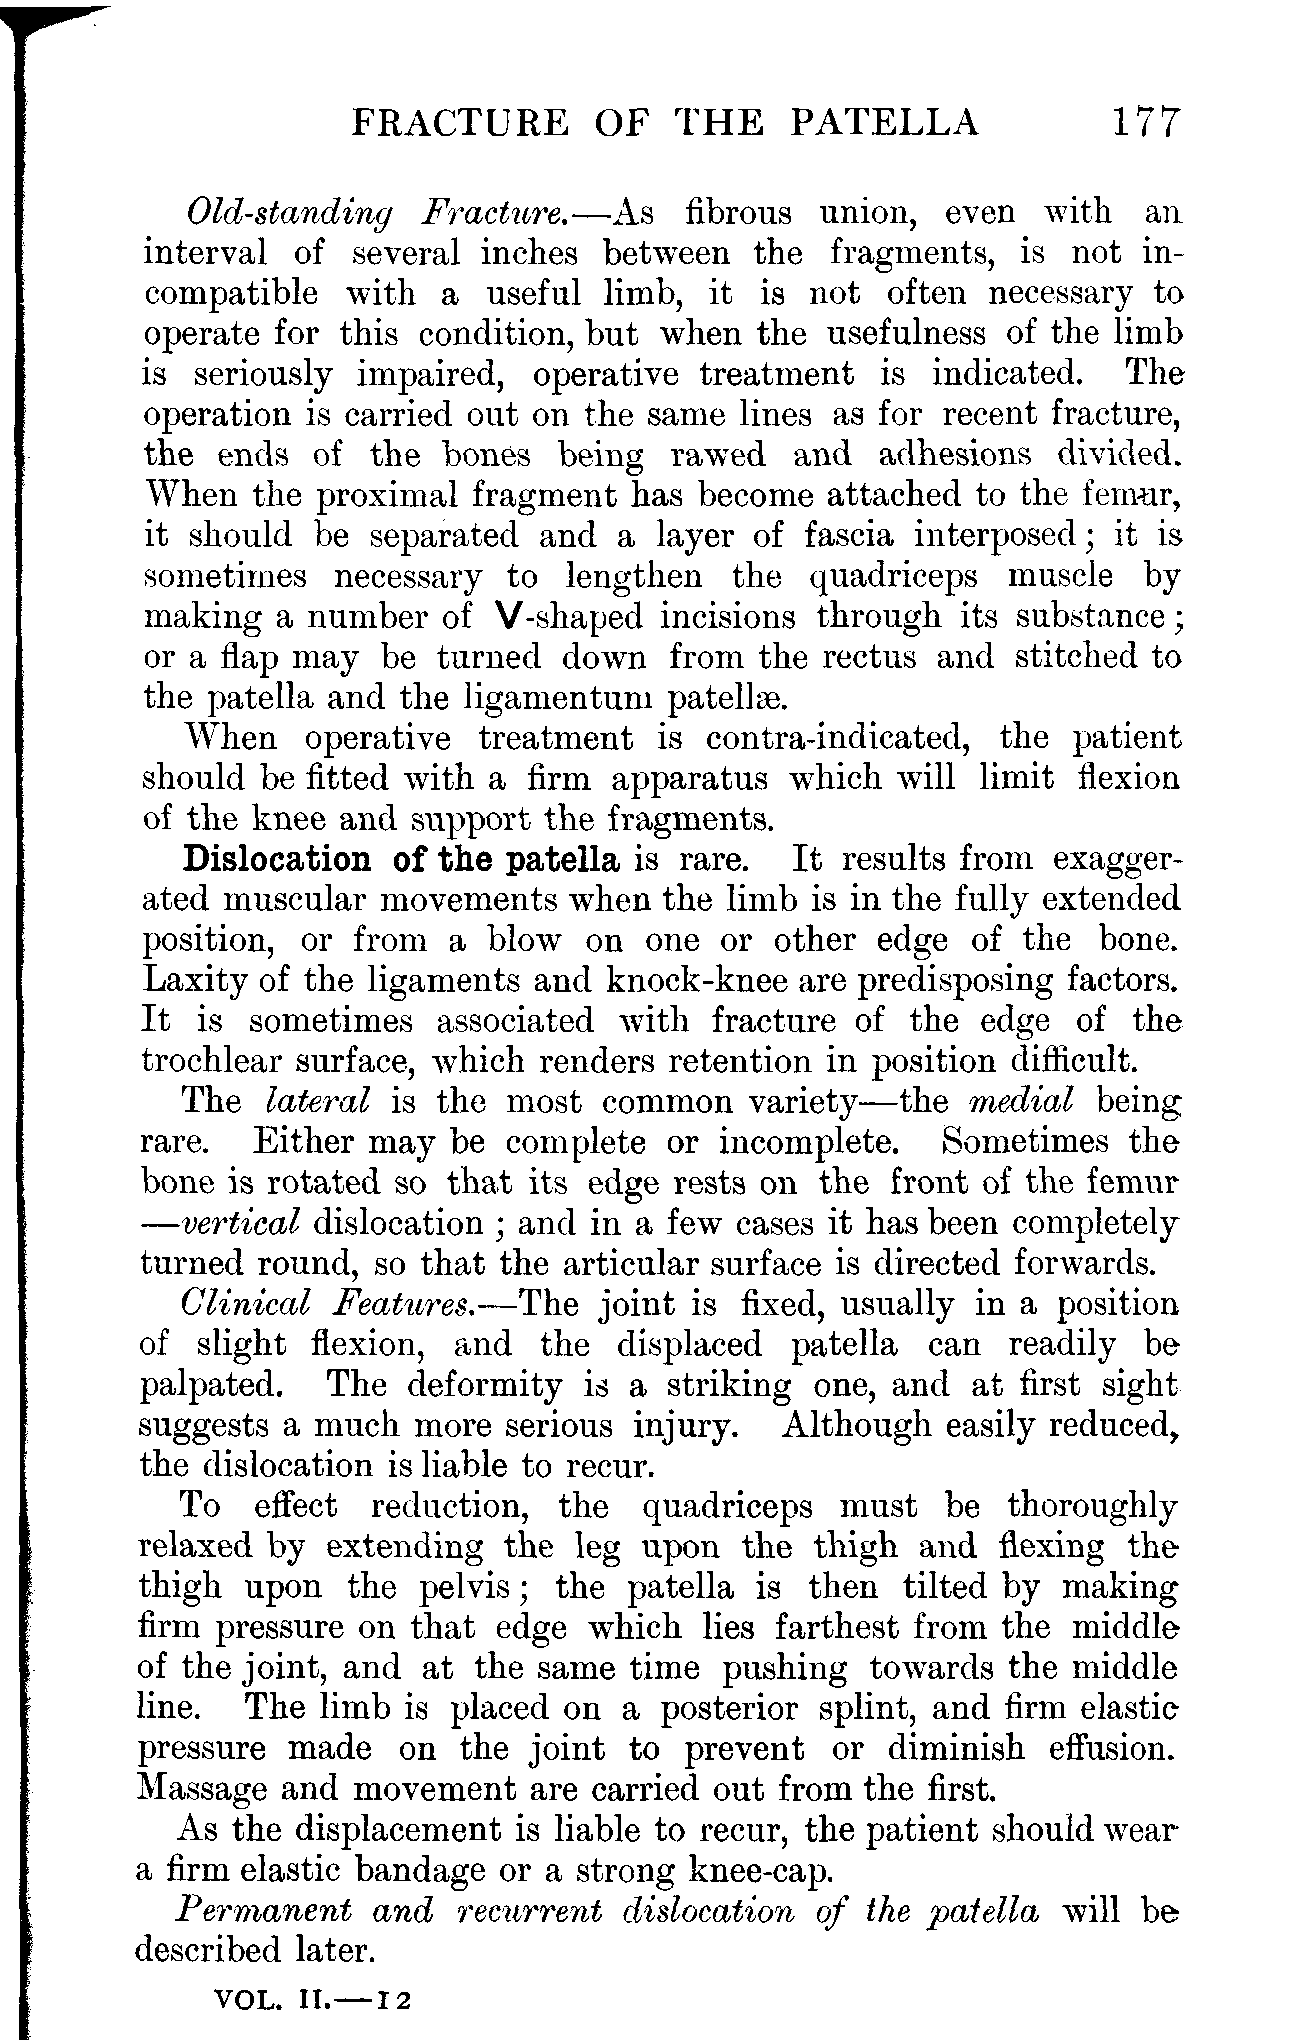 FRACTURE OF THE PATELLA 177
Old-standing Fracture.—As fibrous union, even with an
interval of several inches between the fragments, is not in-
compatible with a useful limb, it is not often necessary to
operate for this condition, but when the usefulness of the limb
is seriously impaired, operative treatment is indicated. The
operation is carried out on the same lines as for recent fracture,
the ends of the bones being rawed and adhesions divided.
When the proximal fragment has become attached to the femur,
it should be separated and a layer of fascia interposed; it is
sometimes necessary to lengthen the quadriceps muscle by
making a number of V-shaped incisions through its substance;
or a flap may be turned down from the rectus and stitched to
the patella and the ligamentum patellæ.
When operative treatment is contra-indicated, the patient
should be fitted with a firm apparatus which will limit flexion
of the knee and support the fragments.
Dislocation of the patella is rare. It results from exagger-
ated muscular movements when the limb is in the fully extended
position, or from a blow on one or other edge of the bone.
Laxity of the ligaments and knock-knee are predisposing factors.
It is sometimes associated with fracture of the edge of the
trochlear surface, which renders retention in position difficult.
The lateral is the most common variety—the medial being
rare. Either may be complete or incomplete. Sometimes the
bone is rotated so that its edge rests on the front of the femur
—vertical dislocation; and in a few cases it has been completely
turned round, so that the articular surface is directed forwards.
Clinical Features.—The joint is fixed, usually in a position
of slight flexion, and the displaced patella can readily be
palpated. The deformity is a striking one, and at first sight
suggests a much more serious injury. Although easily reduced,
the dislocation is liable to recur.
To effect reduction, the quadriceps must be thoroughly
relaxed by extending the leg upon the thigh and flexing the
thigh upon the pelvis; the patella is then tilted by making
firm pressure on that edge which lies farthest from the middle
of the joint, and at the same time pushing towards the middle
line. The limb is placed on a posterior splint, and firm elastic
pressure made on the joint to prevent or diminish effusion.
Massage and movement are carried out from the first.
As the displacement is liable to recur, the patient should wear
a firm elastic bandage or a strong knee-cap.
Permanent and recurrent dislocation of the patella will be
described later.
VOL. II.—12